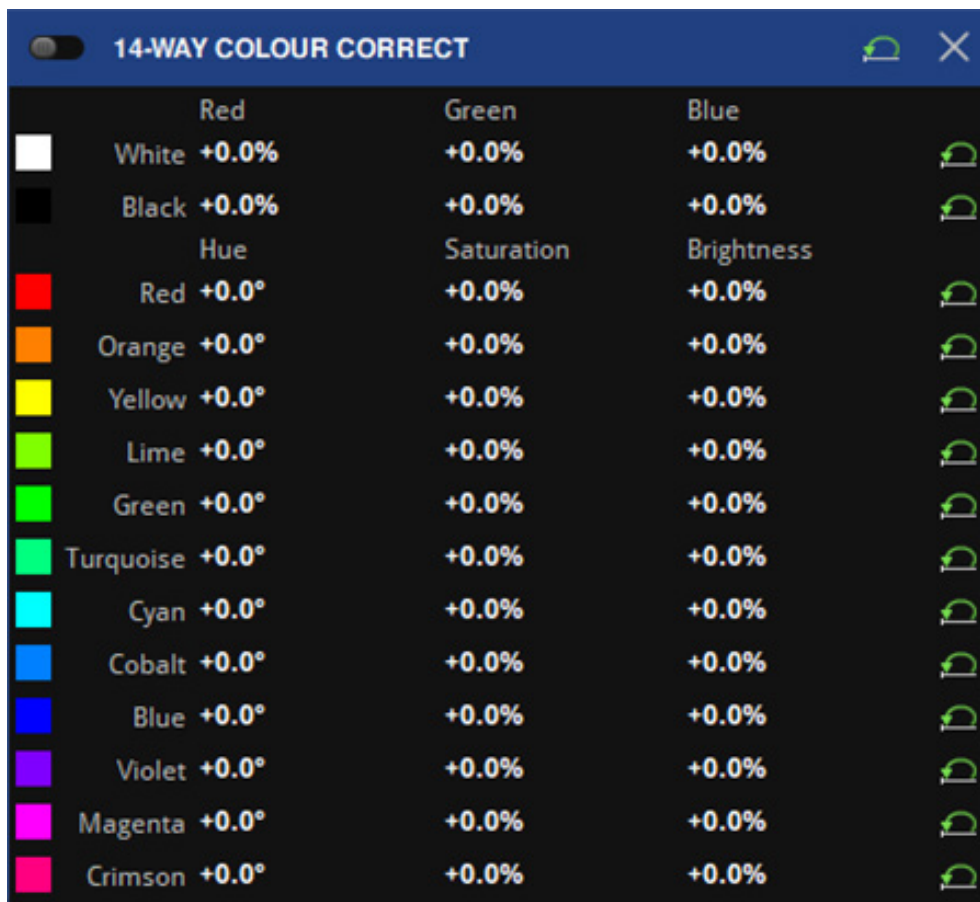 14-WAY COLOUR CORRECT
Red Green Blue
White +0.0% +0.0% +0.0%
Black +0.0% +0.0% +0.0%
Hue Saturation Brightness
Red +0.0° +0.0% +0.0%
Orange +0.0° +0.0% +0.0%
Yellow +0.0° +0.0% +0.0%
Lime +0.0° +0.0% +0.0%
Green +0.0° +0.0% +0.0%
Turquoise +0.0° +0.0% +0.0%
Cyan +0.0° +0.0% +0.0%
Cobalt +0.0° +0.0% +0.0%
Blue +0.0° +0.0% +0.0%
Violet +0.0° +0.0% +0.0%
Magenta +0.0° +0.0% +0.0%
Crimson +0.0° +0.0% +0.0%